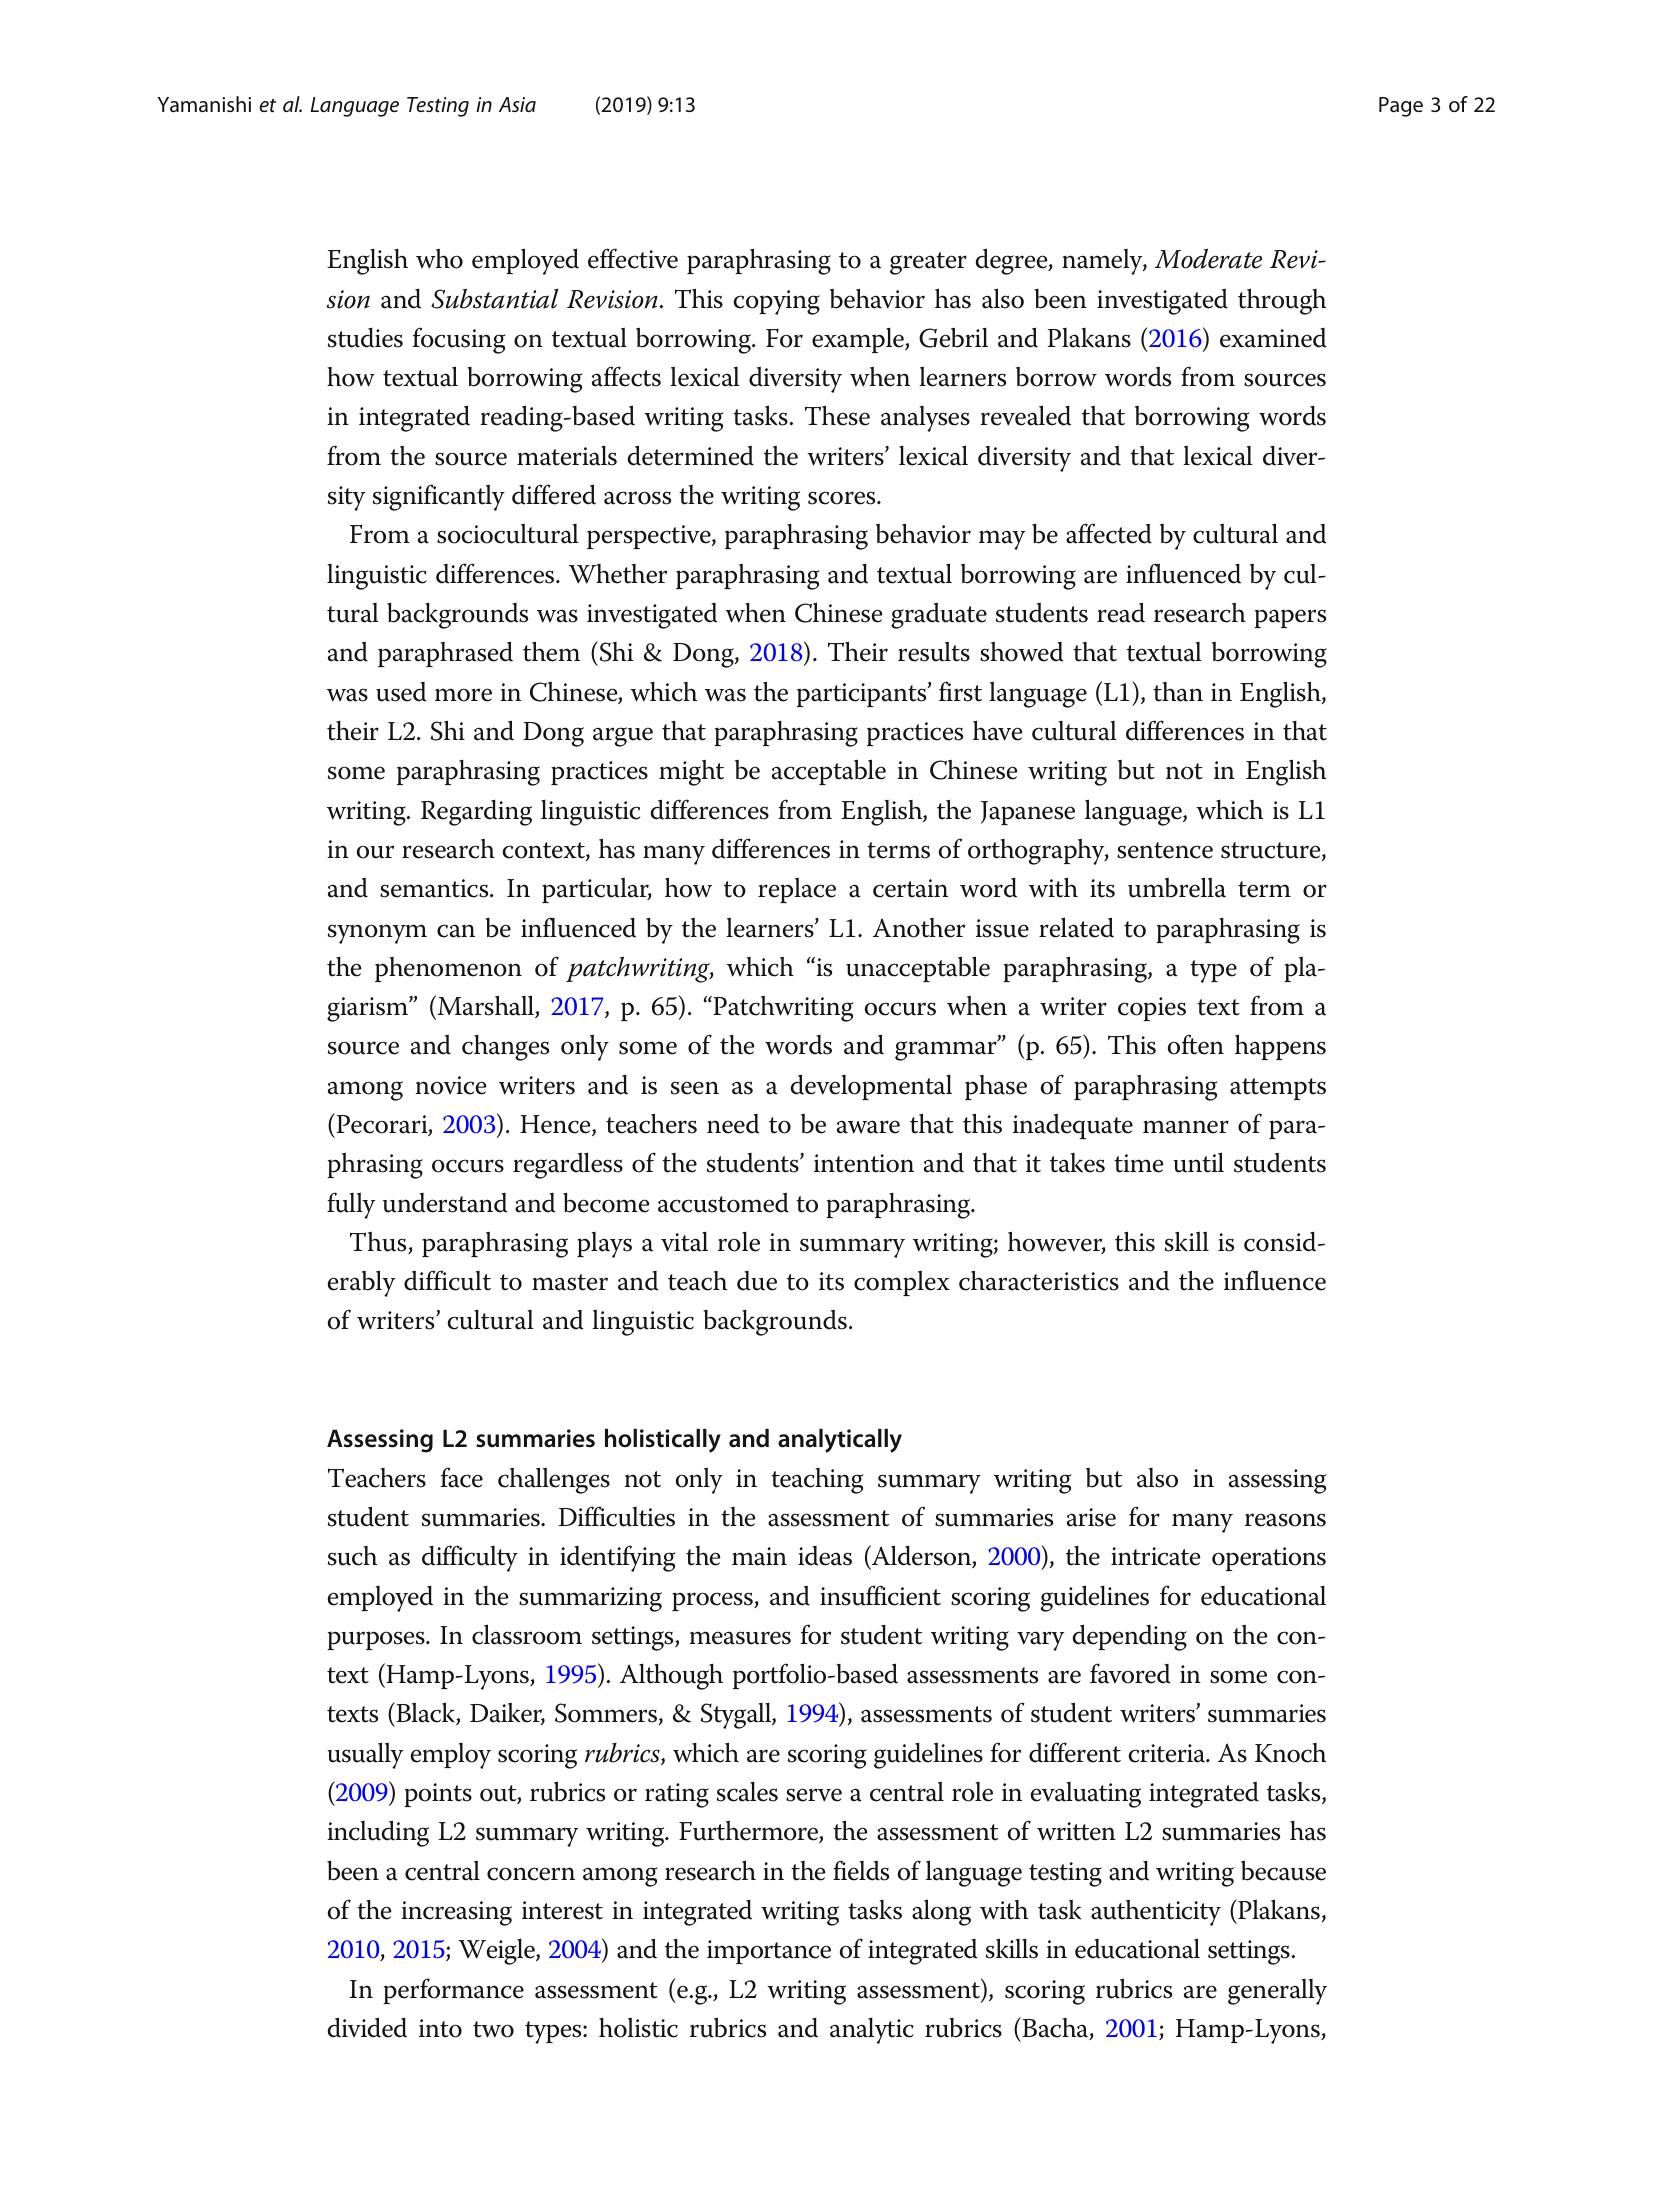 Yamanishi et al. Language Testing in Asia (2019) 9:13 Page 3 of 22
English who employed effective paraphrasing to a greater degree, namely, Moderate Revi-
sion and Substantial Revision. This copying behavior has also been investigated through
studies focusing on textual borrowing. For example, Gebril and Plakans (2016) examined
how textual borrowing affects lexical diversity when learners borrow words from sources
in integrated reading-based writing tasks. These analyses revealed that borrowing words
from the source materials determined the writers’ lexical diversity and that lexical diver-
sity significantly differed across the writing scores.
From a sociocultural perspective, paraphrasing behavior may be affected by cultural and
linguistic differences. Whether paraphrasing and textual borrowing are influenced by cul-
tural backgrounds was investigated when Chinese graduate students read research papers
and paraphrased them (Shi & Dong, 2018). Their results showed that textual borrowing
was used more in Chinese, which was the participants’ first language (L1), than in English,
their L2. Shi and Dong argue that paraphrasing practices have cultural differences in that
some paraphrasing practices might be acceptable in Chinese writing but not in English
writing. Regarding linguistic differences from English, the Japanese language, which is L1
in our research context, has many differences in terms of orthography, sentence structure,
and semantics. In particular, how to replace a certain word with its umbrella term or
synonym can be influenced by the learners’ L1. Another issue related to paraphrasing is
the phenomenon of patchwriting, which “is unacceptable paraphrasing, a type of pla-
giarism” (Marshall, 2017, p. 65). “Patchwriting occurs when a writer copies text from a
source and changes only some of the words and grammar” (p. 65). This often happens
among novice writers and is seen as a developmental phase of paraphrasing attempts
(Pecorari, 2003). Hence, teachers need to be aware that this inadequate manner of para-
phrasing occurs regardless of the students’ intention and that it takes time until students
fully understand and become accustomed to paraphrasing.
Thus, paraphrasing plays a vital role in summary writing; however, this skill is consid-
erably difficult to master and teach due to its complex characteristics and the influence
of writers’ cultural and linguistic backgrounds.
Assessing L2 summaries holistically and analytically
Teachers face challenges not only in teaching summary writing but also in assessing
student summaries. Difficulties in the assessment of summaries arise for many reasons
such as difficulty in identifying the main ideas (Alderson, 2000), the intricate operations
employed in the summarizing process, and insufficient scoring guidelines for educational
purposes. In classroom settings, measures for student writing vary depending on the con-
text (Hamp-Lyons, 1995). Although portfolio-based assessments are favored in some con-
texts (Black, Daiker, Sommers, & Stygall, 1994), assessments of student writers’ summaries
usually employ scoring rubrics, which are scoring guidelines for different criteria. As Knoch
(2009) points out, rubrics or rating scales serve a central role in evaluating integrated tasks,
including L2 summary writing. Furthermore, the assessment of written L2 summaries has
been a central concern among research in the fields of language testing and writing because
of the increasing interest in integrated writing tasks along with task authenticity (Plakans,
2010, 2015; Weigle, 2004) and the importance of integrated skills in educational settings.
In performance assessment (e.g., L2 writing assessment), scoring rubrics are generally
divided into two types: holistic rubrics and analytic rubrics (Bacha, 2001; Hamp-Lyons,